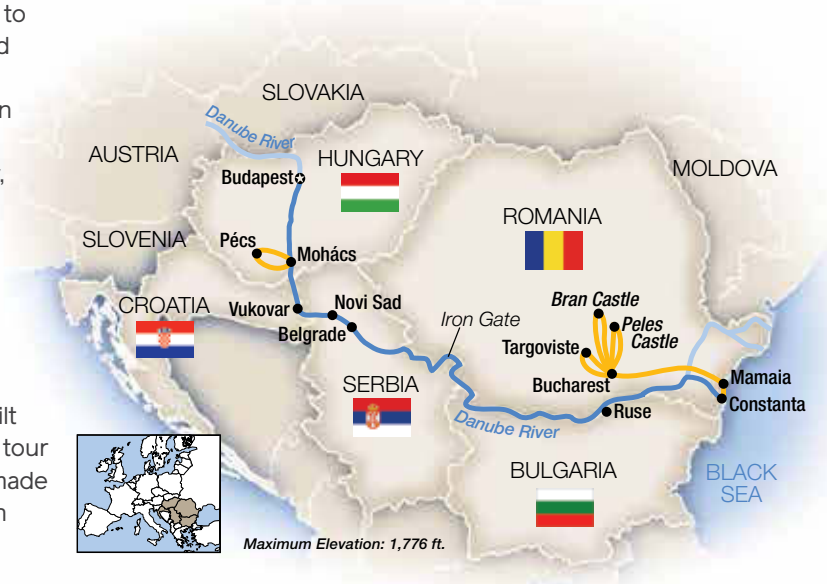 to
SLOVAKIA
Danube River
AUSTRIA
HUNGARY
MOLDOVA
Budapest
ROMANIA
SLOVENIA
Pécs
Mohács
CROATIA
Vukovar
Novi Sad
Belgrade
Iron Gate
Bran Castle
Peles
Castle
Targoviste
SERBIA
Bucharest
Mamaia
Constanta
Ruse
Danube River
tour
BULGARIA
BLACK
SEA
Maximum Elevation: 1,776 ft.